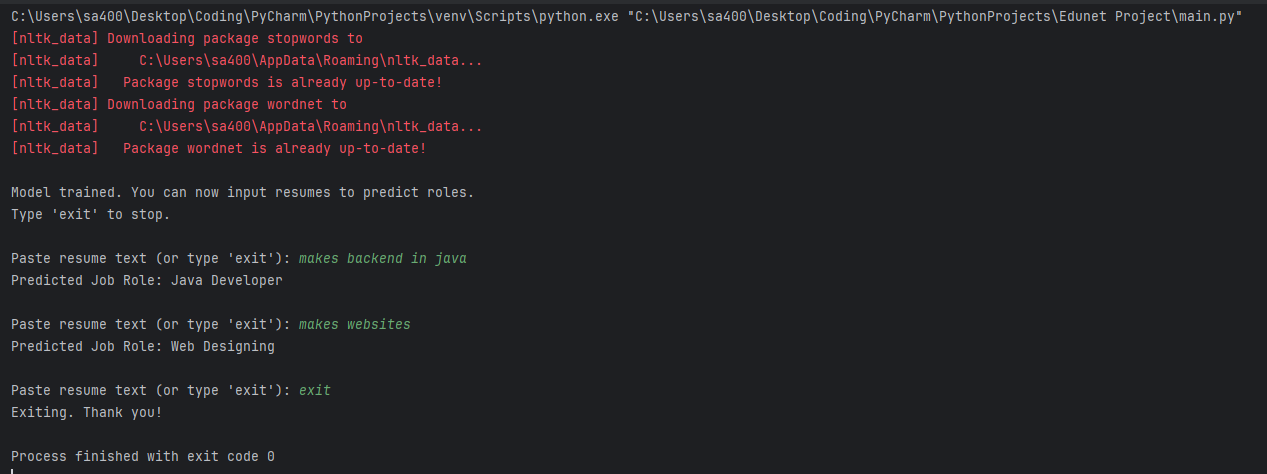 C:\Users\sa400\Desktop\Coding\PyCharm\PythonProjects\venv\Scripts\python.exe "C:\Users\sa400\Desktop\Coding\PyCharm\PythonProjects\Edunet Project\main.py"
[nltk_data] Downloading package stopwords to
[nltk_data]     C:\Users\sa400\AppData\Roaming\nltk_data...
[nltk_data]   Package stopwords is already up-to-date!
[nltk_data] Downloading package wordnet to
[nltk_data]     C:\Users\sa400\AppData\Roaming\nltk_data...
[nltk_data]   Package wordnet is already up-to-date!
Model trained. You can now input resumes to predict roles.
Type 'exit' to stop.
Paste resume text (or type 'exit'): makes backend in java
Predicted Job Role: Java Developer
Paste resume text (or type 'exit'): makes websites
Predicted Job Role: Web Designing
Paste resume text (or type 'exit'): exit
Exiting. Thank you!
Process finished with exit code 0